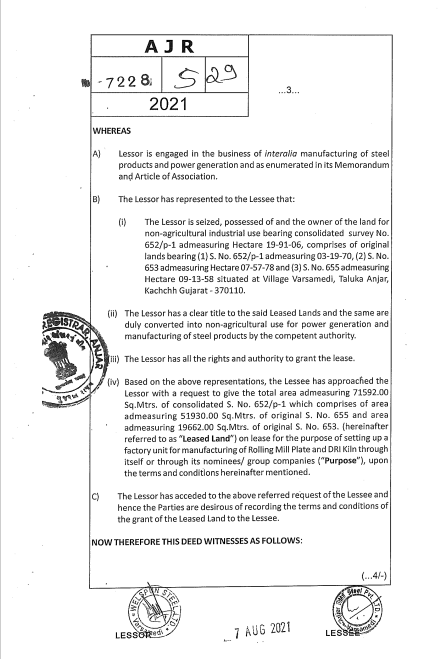 AJR
No - 7228 5 29
...3...
2021
WHEREAS
A) Lessor is engaged in the business of interalia manufacturing of steel
products and power generation and as enumerated in its Memorandum
and Article of Association.
B) The Lessor has represented to the Lessee that:
(i) The Lessor is seized, possessed of and the owner of the land for
non-agricultural industrial use bearing consolidated survey No.
652/p-1 admeasuring Hectare 19-91-06, comprises of original
lands bearing (1) S. No. 652/p-1 admeasuring 03-19-70, (2) S. No.
653 admeasuring Hectare 07-57-78 and (3) S. No. 655 admeasuring
Hectare 09-13-58 situated at Village Varsamedi, Taluka Anjar,
Kachchh Gujarat - 370110.
(ii) The Lessor has a clear title to the said Leased Lands and the same are
duly converted into non-agricultural use for power generation and
manufacturing of steel products by the competent authority.
(iii) The Lessor has all the rights and authority to grant the lease.
(iv) Based on the above representations, the Lessee has approached the
Lessor with a request to give the total area admeasuring 71592.00
Sq.Mtrs. of consolidated S. No. 652/p-1 which comprises of area
admeasuring 51930.00 Sq.Mtrs. of original S. No. 655 and area
admeasuring 19662.00 Sq.Mtrs. of original S. No. 653. (hereinafter
referred to as "Leased Land") on lease for the purpose of setting up a
factory unit for manufacturing of Rolling Mill Plate and DRI Kiln through
itself or through its nominees/ group companies ("Purpose"), upon
the terms and conditions hereinafter mentioned.
C) The Lessor has acceded to the above referred request of the Lessee and
hence the Parties are desirous of recording the terms and conditions of
the grant of the Leased Land to the Lessee.
NOW THEREFORE THIS DEED WITNESSES AS FOLLOWS:
(...4/-)
REGISTRAR, ANJAR
WELSPUN STEEL LTD
Varsamedi
Steel Pvt. LTD
Varsamedi
LESSOR
7 AUG 2021
LESSEE